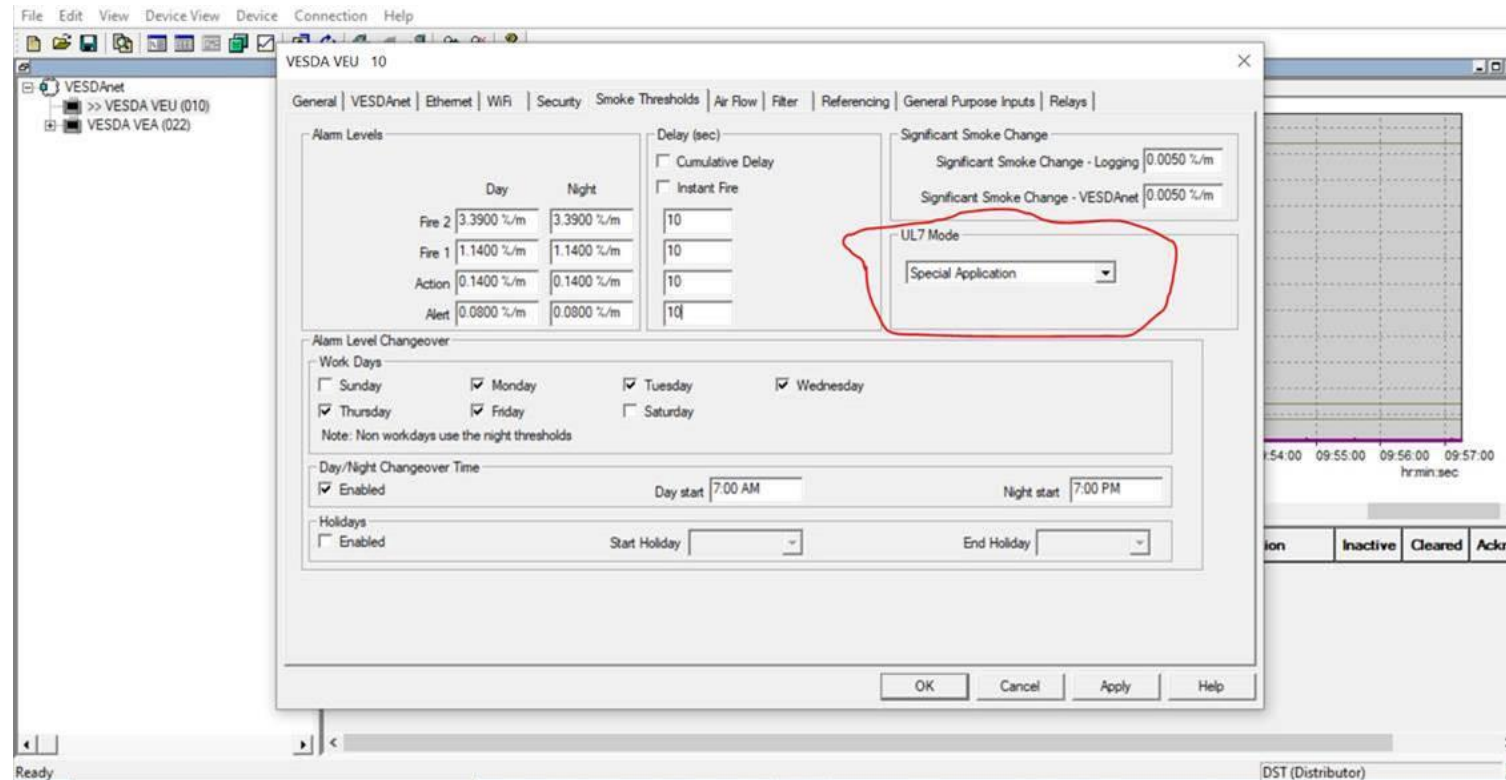 File Edit View Device View Device Connection Help
VESDAnet
>> VESDA VEU (010)
VESDA VEA (022)
VESDA VEU 10
General VESDAnet Ethernet WiFi Security Smoke Thresholds Air Flow Filter Referencing General Purpose Inputs Relays
Alarm Levels
Day Night
Fire 2 3.3900 %/m 3.3900 %/m
Fire 1 1.1400 %/m 1.1400 %/m
Action 0.1400 %/m 0.1400 %/m
Alert 0.0800 %/m 0.0800 %/m
Delay (sec)
Cumulative Delay
Instant Fire
10
10
10
10
Significant Smoke Change
Significant Smoke Change - Logging 0.0050 %/m
Significant Smoke Change - VESDAnet 0.0050 %/m
UL7 Mode
Special Application
Alarm Level Changeover
Work Days
Sunday Monday Tuesday Wednesday
Thursday Friday Saturday
Note: Non workdays use the night thresholds
Day/Night Changeover Time
Enabled Day start 7:00 AM Night start 7:00 PM
Holidays
Enabled Start Holiday End Holiday
OK Cancel Apply Help
:54:00 09:55:00 09:56:00 09:57:00
hr:min:sec
ion Inactive Cleared Ackr
Ready DST (Distributor)